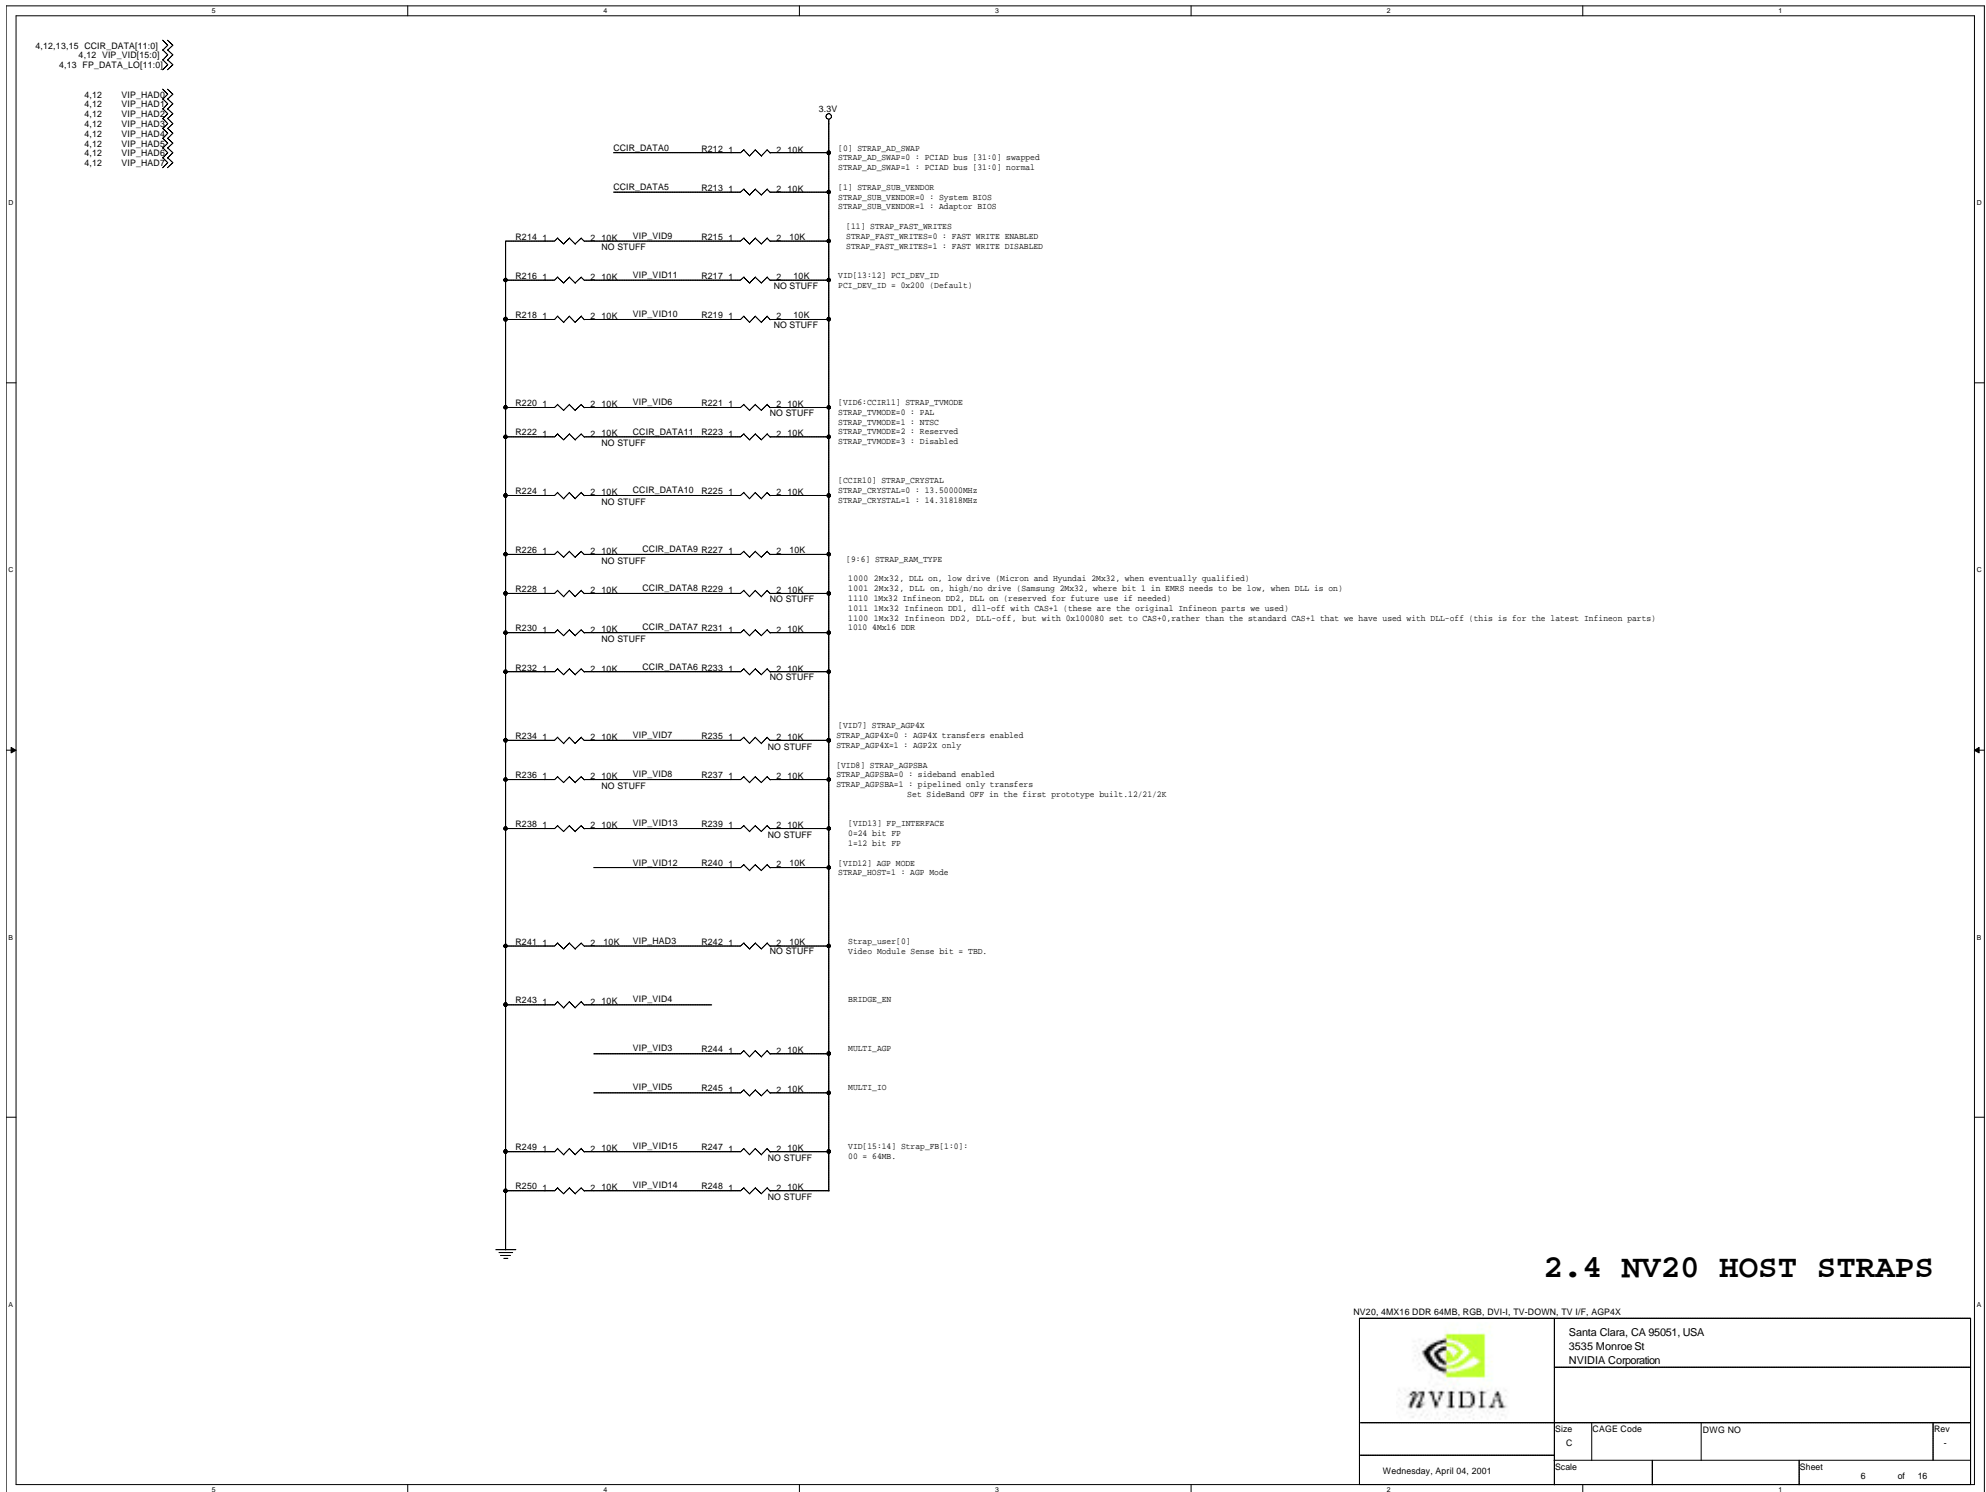 5 4 3 2 1
4,12,13,15 CCIR_DATA[11:0]
4,12 VIP_VID[15:0]
4,13 FP_DATA_LO[11:0]
4,12 VIP_HAD0
4,12 VIP_HAD1
4,12 VIP_HAD2
4,12 VIP_HAD3
4,12 VIP_HAD4
4,12 VIP_HAD5
4,12 VIP_HAD6
4,12 VIP_HAD7
3.3V
CCIR_DATA0 R212 1 2 10K
[0] STRAP_AD_SWAP
STRAP_AD_SWAP=0 : PCIAD bus [31:0] swapped
STRAP_AD_SWAP=1 : PCIAD bus [31:0] normal
CCIR_DATA5 R213 1 2 10K
[1] STRAP_SUB_VENDOR
STRAP_SUB_VENDOR=0 : System BIOS
STRAP_SUB_VENDOR=1 : Adaptor BIOS
D D
R214 1 2 10K VIP_VID9 R215 1 2 10K
NO STUFF
[11] STRAP_FAST_WRITES
STRAP_FAST_WRITES=0 : FAST WRITE ENABLED
STRAP_FAST_WRITES=1 : FAST WRITE DISABLED
R216 1 2 10K VIP_VID11 R217 1 2 10K
NO STUFF
VID[13:12] PCI_DEV_ID
PCI_DEV_ID = 0x200 (Default)
R218 1 2 10K VIP_VID10 R219 1 2 10K
NO STUFF
R220 1 2 10K VIP_VID6 R221 1 2 10K
NO STUFF
[VID6:CCIR11] STRAP_TVMODE
STRAP_TVMODE=0 : PAL
STRAP_TVMODE=1 : NTSC
STRAP_TVMODE=2 : Reserved
STRAP_TVMODE=3 : Disabled
R222 1 2 10K CCIR_DATA11 R223 1 2 10K
NO STUFF
R224 1 2 10K CCIR_DATA10 R225 1 2 10K
NO STUFF
[CCIR10] STRAP_CRYSTAL
STRAP_CRYSTAL=0 : 13.50000MHz
STRAP_CRYSTAL=1 : 14.31818MHz
R226 1 2 10K CCIR_DATA9 R227 1 2 10K
NO STUFF
C C
[9:6] STRAP_RAM_TYPE
1000 2Mx32, DLL on, low drive (Micron and Hyundai 2Mx32, when eventually qualified)
1001 2Mx32, DLL on, high/no drive (Samsung 2Mx32, where bit 1 in EMRS needs to be low, when DLL is on)
1110 1Mx32 Infineon DD2, DLL on (reserved for future use if needed)
1011 1Mx32 Infineon DD1, dll-off with CAS+1 (these are the original Infineon parts we used)
1100 1Mx32 Infineon DD2, DLL-off, but with 0x100080 set to CAS+0,rather than the standard CAS+1 that we have used with DLL-off (this is for the latest Infineon parts)
1010 4Mx16 DDR
R228 1 2 10K CCIR_DATA8 R229 1 2 10K
NO STUFF
R230 1 2 10K CCIR_DATA7 R231 1 2 10K
NO STUFF
R232 1 2 10K CCIR_DATA6 R233 1 2 10K
NO STUFF
R234 1 2 10K VIP_VID7 R235 1 2 10K
NO STUFF
[VID7] STRAP_AGP4X
STRAP_AGP4X=0 : AGP4X transfers enabled
STRAP_AGP4X=1 : AGP2X only
R236 1 2 10K VIP_VID8 R237 1 2 10K
NO STUFF
[VID8] STRAP_AGPSBA
STRAP_AGPSBA=0 : sideband enabled
STRAP_AGPSBA=1 : pipelined only transfers
Set SideBand OFF in the first prototype built.12/21/2K
R238 1 2 10K VIP_VID13 R239 1 2 10K
NO STUFF
[VID13] FP_INTERFACE
0=24 bit FP
1=12 bit FP
VIP_VID12 R240 1 2 10K
[VID12] AGP MODE
STRAP_HOST=1 : AGP Mode
B B
R241 1 2 10K VIP_HAD3 R242 1 2 10K
NO STUFF
Strap_user[0]
Video Module Sense bit = TBD.
R243 1 2 10K VIP_VID4
BRIDGE_EN
VIP_VID3 R244 1 2 10K
MULTI_AGP
VIP_VID5 R245 1 2 10K
MULTI_IO
R249 1 2 10K VIP_VID15 R247 1 2 10K
NO STUFF
VID[15:14] Strap_FB[1:0]:
00 = 64MB.
R250 1 2 10K VIP_VID14 R248 1 2 10K
NO STUFF
2.4 NV20 HOST STRAPS
A A
NV20, 4MX16 DDR 64MB, RGB, DVI-I, TV-DOWN, TV I/F, AGP4X
nVIDIA
Santa Clara, CA 95051, USA
3535 Monroe St
NVIDIA Corporation
Size CAGE Code DWG NO Rev
C -
Wednesday, April 04, 2001
Scale Sheet 6 of 16
5 4 3 2 1